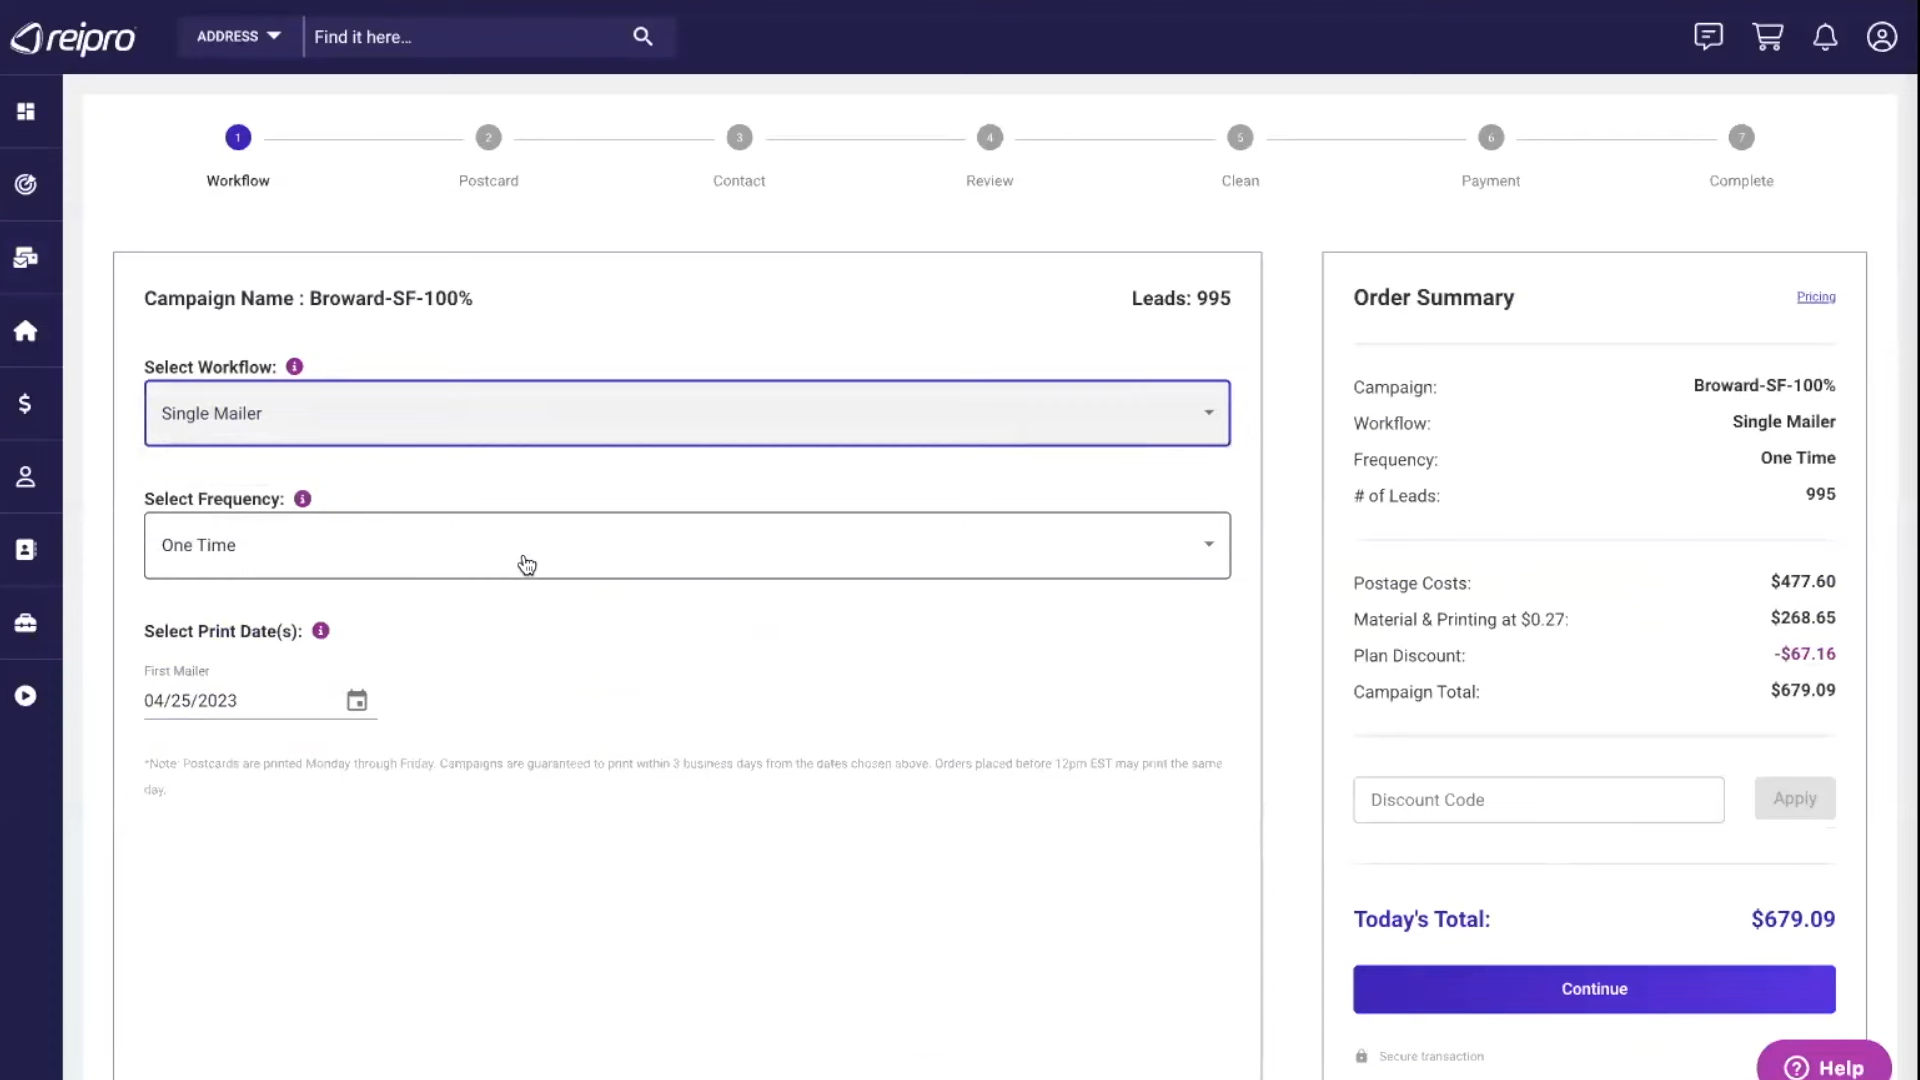 reipro
ADDRESS
Find it here...
1
2
3
4
5
6
7
Workflow
Postcard
Contact
Review
Clean
Payment
Complete
Campaign Name : Broward-SF-100%
Leads: 995
Select Workflow:
Single Mailer
Select Frequency:
One Time
Select Print Date(s):
First Mailer
04/25/2023
*Note: Postcards are printed Monday through Friday. Campaigns are guaranteed to print within 3 business days from the dates chosen above. Orders placed before 12pm EST may print the same
day.
Order Summary
Pricing
Campaign: Broward-SF-100%
Workflow: Single Mailer
Frequency: One Time
# of Leads: 995
Postage Costs: $477.60
Material & Printing at $0.27: $268.65
Plan Discount: -$67.16
Campaign Total: $679.09
Discount Code
Apply
Today's Total: $679.09
Continue
Secure transaction
Help